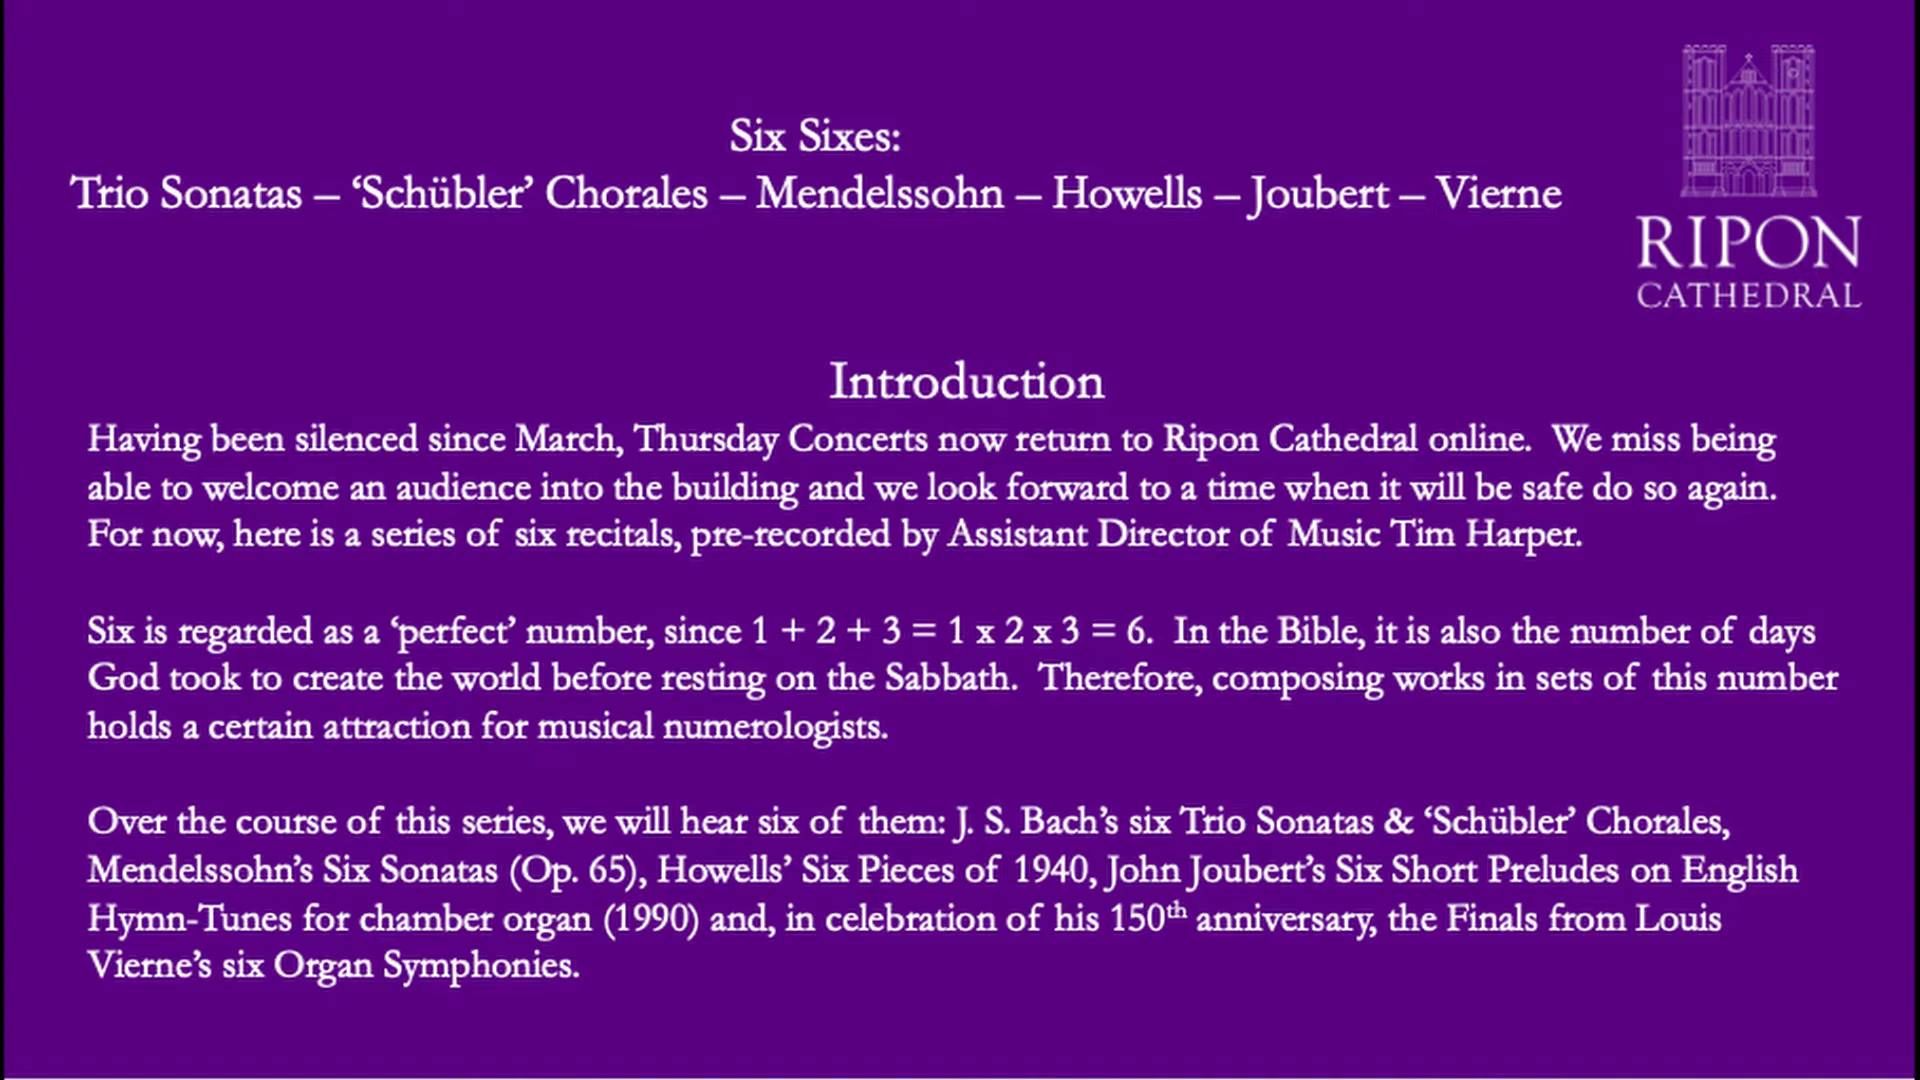 Six Sixes:
Trio Sonatas – ‘Schübler’ Chorales – Mendelssohn – Howells – Joubert – Vierne
RIPON
CATHEDRAL
Introduction
Having been silenced since March, Thursday Concerts now return to Ripon Cathedral online. We miss being
able to welcome an audience into the building and we look forward to a time when it will be safe do so again.
For now, here is a series of six recitals, pre-recorded by Assistant Director of Music Tim Harper.
Six is regarded as a ‘perfect’ number, since 1 + 2 + 3 = 1 x 2 x 3 = 6. In the Bible, it is also the number of days
God took to create the world before resting on the Sabbath. Therefore, composing works in sets of this number
holds a certain attraction for musical numerologists.
Over the course of this series, we will hear six of them: J. S. Bach’s six Trio Sonatas & ‘Schübler’ Chorales,
Mendelssohn’s Six Sonatas (Op. 65), Howells’ Six Pieces of 1940, John Joubert’s Six Short Preludes on English
Hymn-Tunes for chamber organ (1990) and, in celebration of his 150th anniversary, the Finals from Louis
Vierne’s six Organ Symphonies.